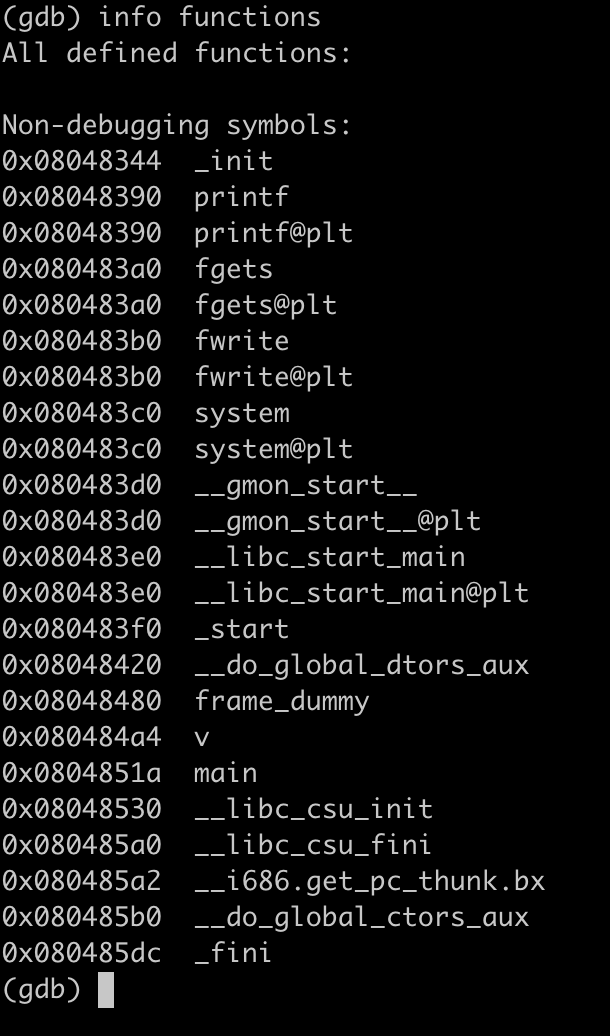 (gdb) info functions
All defined functions:

Non-debugging symbols:
0x08048344  _init
0x08048390  printf
0x08048390  printf@plt
0x080483a0  fgets
0x080483a0  fgets@plt
0x080483b0  fwrite
0x080483b0  fwrite@plt
0x080483c0  system
0x080483c0  system@plt
0x080483d0  __gmon_start__
0x080483d0  __gmon_start__@plt
0x080483e0  __libc_start_main
0x080483e0  __libc_start_main@plt
0x080483f0  _start
0x08048420  __do_global_dtors_aux
0x08048480  frame_dummy
0x080484a4  v
0x0804851a  main
0x08048530  __libc_csu_init
0x080485a0  __libc_csu_fini
0x080485a2  __i686.get_pc_thunk.bx
0x080485b0  __do_global_ctors_aux
0x080485dc  _fini
(gdb)